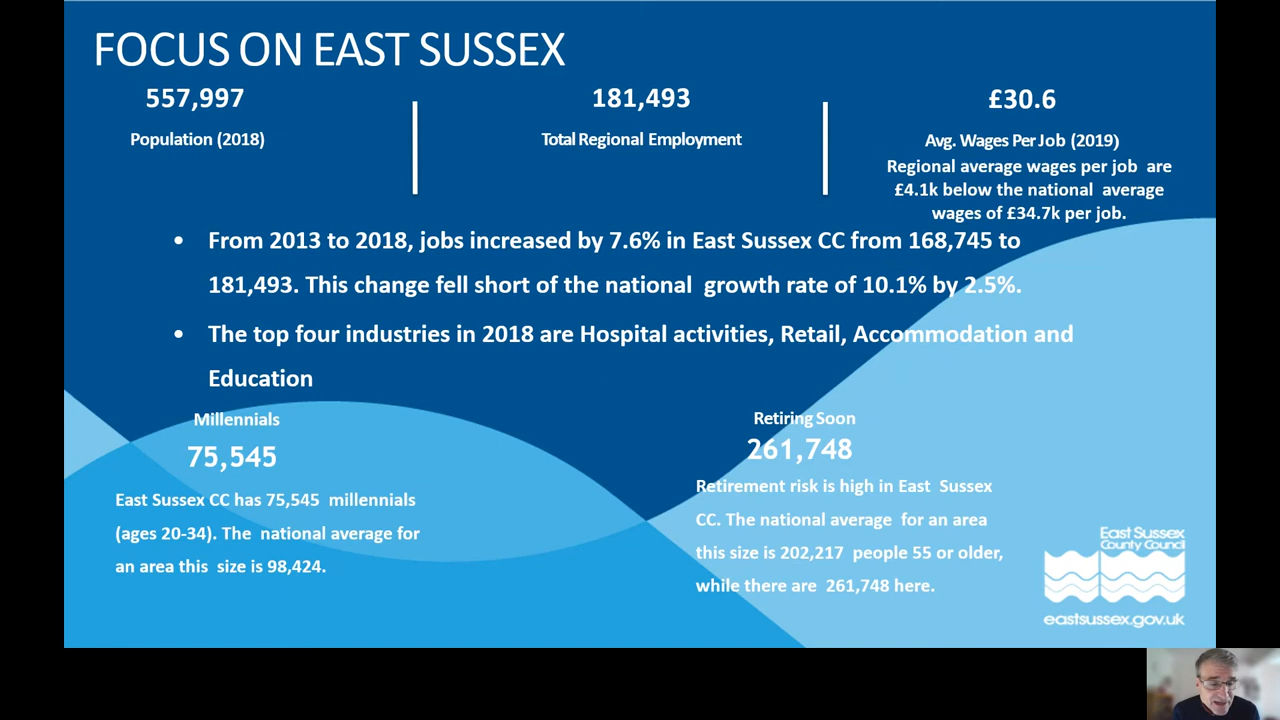 FOCUS ON EAST SUSSEX
557,997
Population (2018)
181,493
Total Regional Employment
£30.6
Avg. Wages Per Job (2019)
Regional average wages per job are
£4.1k below the national average
wages of £34.7k per job.
• From 2013 to 2018, jobs increased by 7.6% in East Sussex CC from 168,745 to
181,493. This change fell short of the national growth rate of 10.1% by 2.5%.
• The top four industries in 2018 are Hospital activities, Retail, Accommodation and
Education
Millennials
75,545
East Sussex CC has 75,545 millennials
(ages 20-34). The national average for
an area this size is 98,424.
Retiring Soon
261,748
Retirement risk is high in East Sussex
CC. The national average for an area
this size is 202,217 people 55 or older,
while there are 261,748 here.
East Sussex
County Council
eastsussex.gov.uk